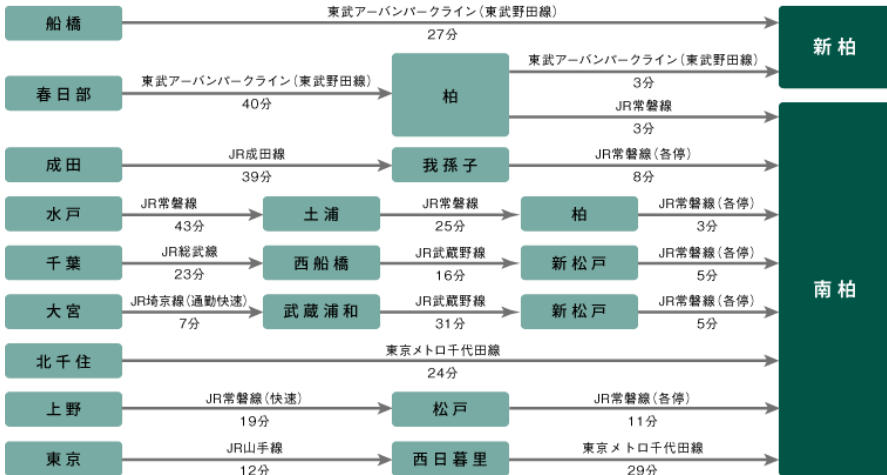 船橋
東武アーバンパークライン（東武野田線）
27分
新柏
春日部
東武アーバンパークライン（東武野田線）
40分
柏
東武アーバンパークライン（東武野田線）
3分
JR常磐線
3分
成田
JR成田線
39分
我孫子
JR常磐線（各停）
8分
水戸
JR常磐線
43分
土浦
JR常磐線
25分
柏
JR常磐線（各停）
3分
千葉
JR総武線
23分
西船橋
JR武蔵野線
16分
新松戸
JR常磐線（各停）
5分
南柏
大宮
JR埼京線（通勤快速）
7分
武蔵浦和
JR武蔵野線
31分
新松戸
JR常磐線（各停）
5分
北千住
東京メトロ千代田線
24分
上野
JR常磐線（快速）
19分
松戸
JR常磐線（各停）
11分
東京
JR山手線
12分
西日暮里
東京メトロ千代田線
29分